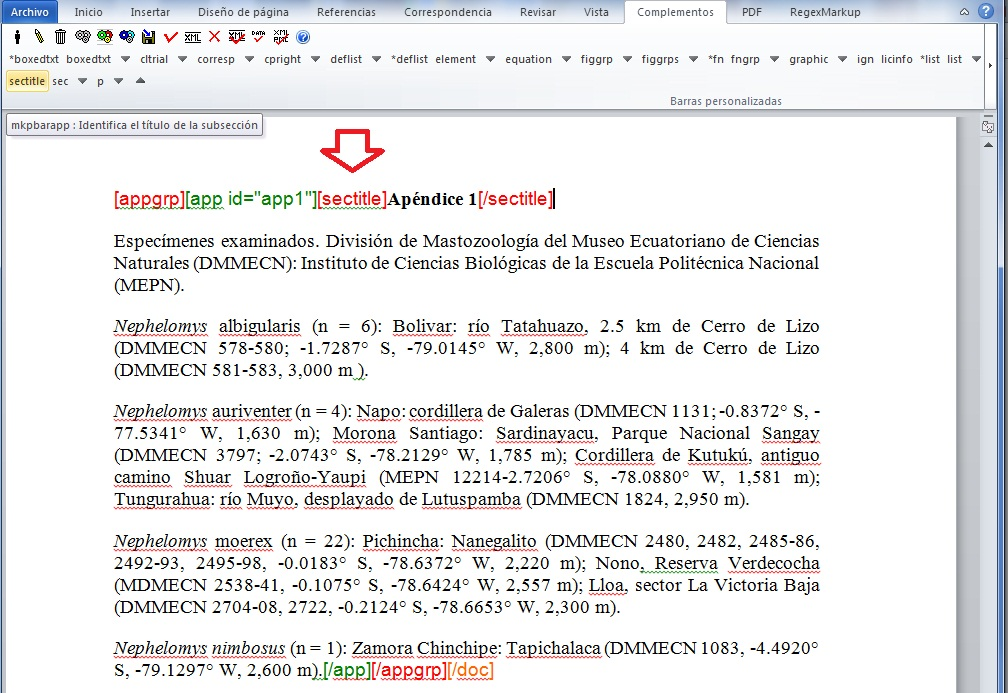 Archivo Inicio Insertar Diseño de página Referencias Correspondencia Revisar Vista Complementos PDF RegexMarkup
*boxedtxt boxedtxt cltrial corresp cpright deflist *deflist element equation figgrp figgrps *fn fngrp graphic ign licinfo *list list
sectitle sec p
Barras personalizadas
mkpbarapp : Identifica el título de la subsección
[appgrp][app id="app1"][sectitle]Apéndice 1[/sectitle]
Especímenes examinados. División de Mastozoología del Museo Ecuatoriano de Ciencias
Naturales (DMMECN): Instituto de Ciencias Biológicas de la Escuela Politécnica Nacional
(MEPN).
Nephelomys albigularis (n = 6): Bolivar: río Tatahuazo, 2.5 km de Cerro de Lizo
(DMMECN 578-580; -1.7287° S, -79.0145° W, 2,800 m); 4 km de Cerro de Lizo
(DMMECN 581-583, 3,000 m ).
Nephelomys auriventer (n = 4): Napo: cordillera de Galeras (DMMECN 1131; -0.8372° S, -
77.5341° W, 1,630 m); Morona Santiago: Sardinayacu, Parque Nacional Sangay
(DMMECN 3797; -2.0743° S, -78.2129° W, 1,785 m); Cordillera de Kutukú, antiguo
camino Shuar Logroño-Yaupi (MEPN 12214-2.7206° S, -78.0880° W, 1,581 m);
Tungurahua: río Muyo, desplayado de Lutuspamba (DMMECN 1824, 2,950 m).
Nephelomys moerex (n = 22): Pichincha: Nanegalito (DMMECN 2480, 2482, 2485-86,
2492-93, 2495-98, -0.0183° S, -78.6372° W, 2,220 m); Nono, Reserva Verdecocha
(MDMECN 2538-41, -0.1075° S, -78.6424° W, 2,557 m); Lloa, sector La Victoria Baja
(DMMECN 2704-08, 2722, -0.2124° S, -78.6653° W, 2,300 m).
Nephelomys nimbosus (n = 1): Zamora Chinchipe: Tapichalaca (DMMECN 1083, -4.4920°
S, -79.1297° W, 2,600 m).[/app][/appgrp][/doc]